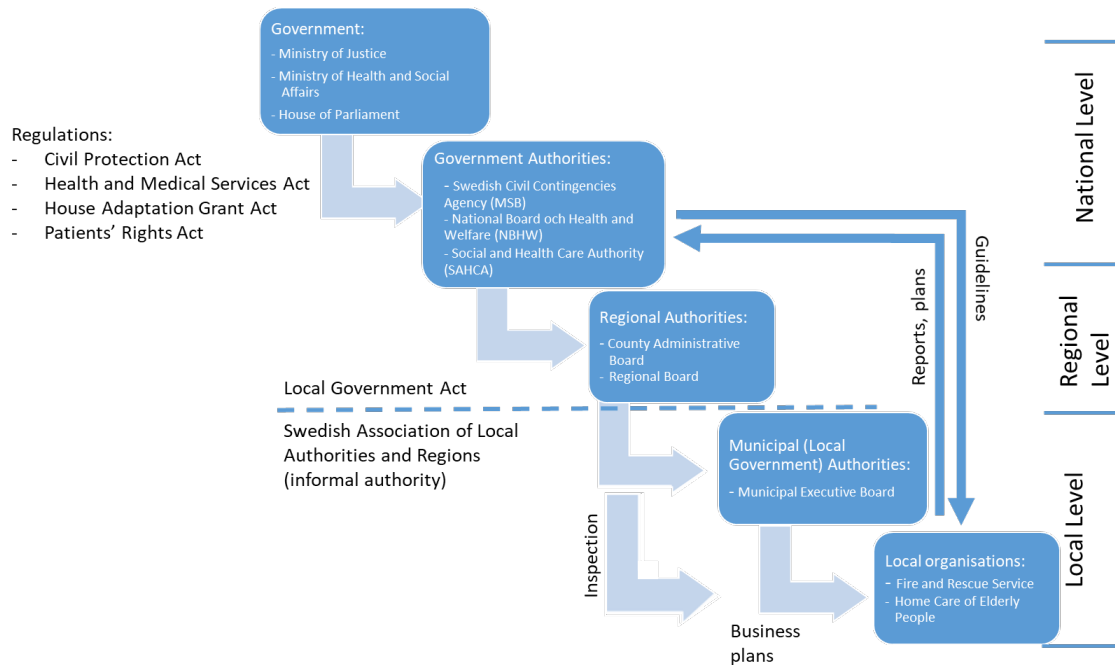 Government:
- Ministry of Justice
- Ministry of Health and Social
Affairs
- House of Parliament
Regulations:
- Civil Protection Act
- Health and Medical Services Act
- House Adaptation Grant Act
- Patients' Rights Act
Government Authorities:
- Swedish Civil Contingencies
Agency (MSB)
- National Board och Health and
Welfare (NBHW)
- Social and Health Care Authority
(SAHCA)
Regional Authorities:
- County Administrative
Board
- Regional Board
Local Government Act
Swedish Association of Local
Authorities and Regions
(informal authority)
Municipal (Local
Government) Authorities:
- Municipal Executive Board
Inspection
Business
plans
Local organisations:
- Fire and Rescue Service
- Home Care of Elderly
People
Reports, plans
Guidelines
National Level
Regional
Level
Local Level